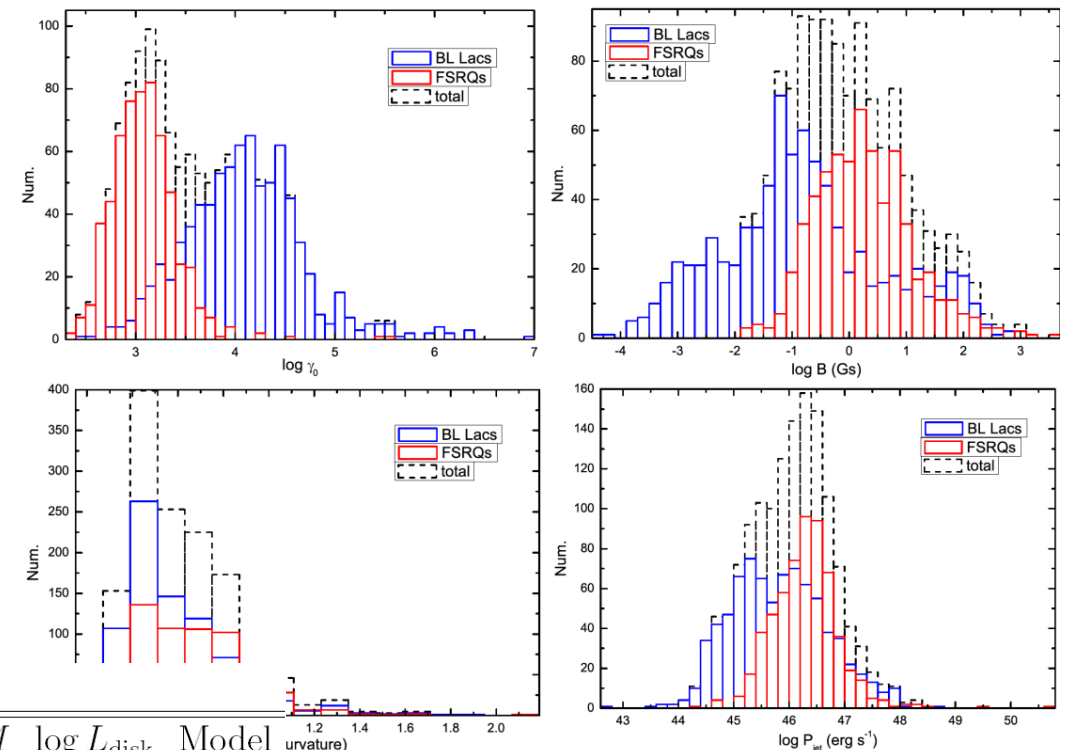 100
80
60
40
20
0
Num.
BL Lacs
FSRQs
total
3
4
5
6
7
log γ₀
80
60
40
20
0
Num.
BL Lacs
FSRQs
total
-4
-3
-2
-1
0
1
2
3
log B (Gs)
400
350
300
250
200
150
100
Num.
BL Lacs
FSRQs
total
1.2
1.4
1.6
1.8
2.0
urvature)
log L_disk
Model
160
140
120
100
80
60
40
20
0
Num.
BL Lacs
FSRQs
total
43
44
45
46
47
48
49
50
log P_jet (erg s⁻¹)